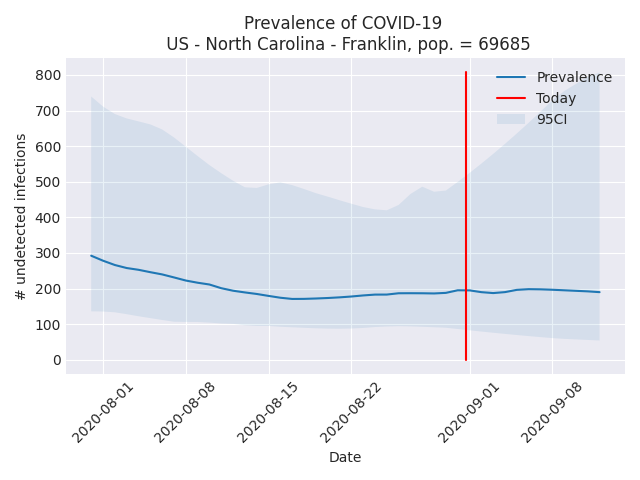 Prevalence of COVID-19
US - North Carolina - Franklin, pop. = 69685
Prevalence
Today
95CI
800
700
600
500
400
300
200
100
0
# undetected infections
2020-08-01
2020-08-08
2020-08-15
2020-08-22
2020-09-01
2020-09-08
Date